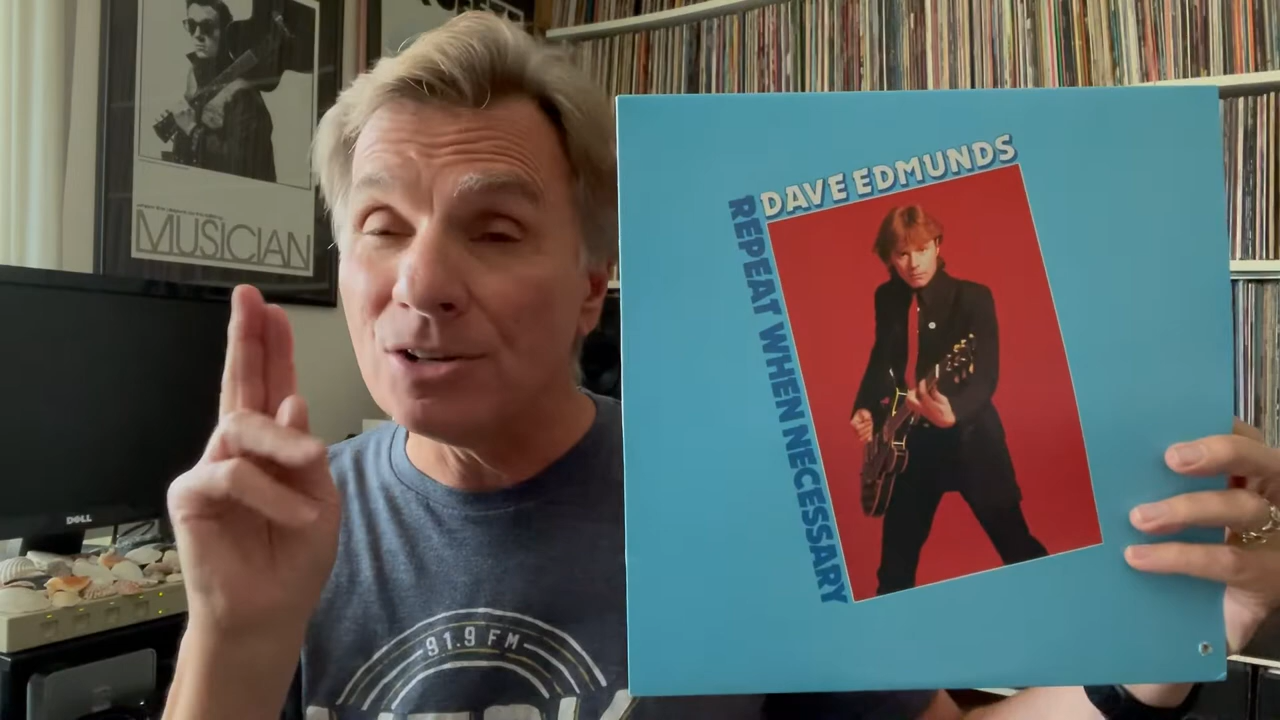 MUSICIAN
DAVE EDMUNDS
REPEAT WHEN NECESSARY
DELL
91.9 FM